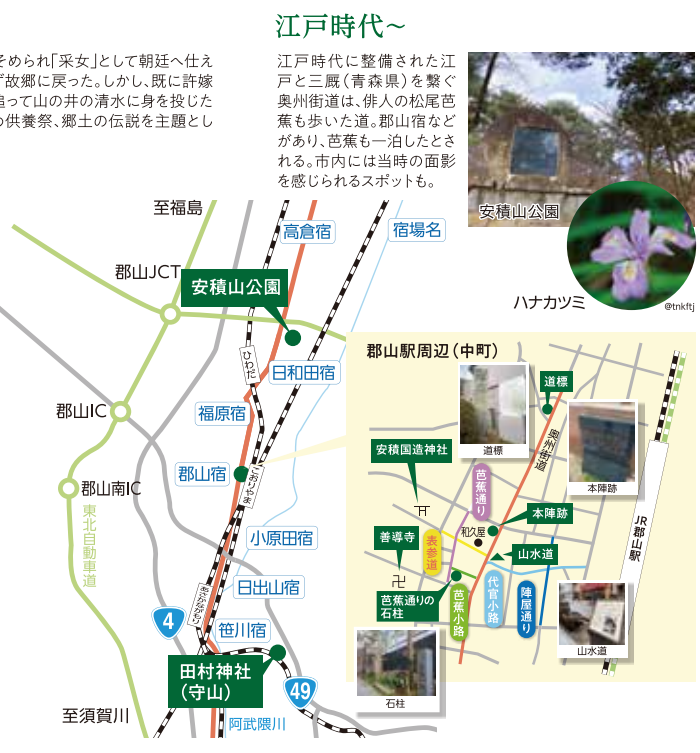 江戸時代～
そめられ「采女」として朝廷へ仕え
故郷に戻った。しかし、既に許嫁
追って山の井の清水に身を投じた
の供養祭、郷土の伝説を主題とし
江戸時代に整備された江
戸と三厩（青森県）を繋ぐ
奥州街道は、俳人の松尾芭
蕉も歩いた道。郡山宿など
があり、芭蕉も一泊したとさ
れる。市内には当時の面影
を感じられるスポットも。
安積山公園
ハナカツミ
@tnkftj
至福島
高倉宿
宿場名
郡山JCT
安積山公園
ひわだ
日和田宿
郡山IC
福原宿
郡山宿
こおりやま
郡山南IC
東北自動車道
小原田宿
日出山宿
あさかながもり
4
笹川宿
田村神社
（守山）
49
至須賀川
阿武隈川
郡山駅周辺（中町）
道標
道標
奥州街道
本陣跡
安積国造神社
芭蕉通り
本陣跡
和久屋
善導寺
表参道
山水道
JR郡山駅
芭蕉通りの
石柱
芭蕉小路
代官小路
陣屋通り
山水道
石柱